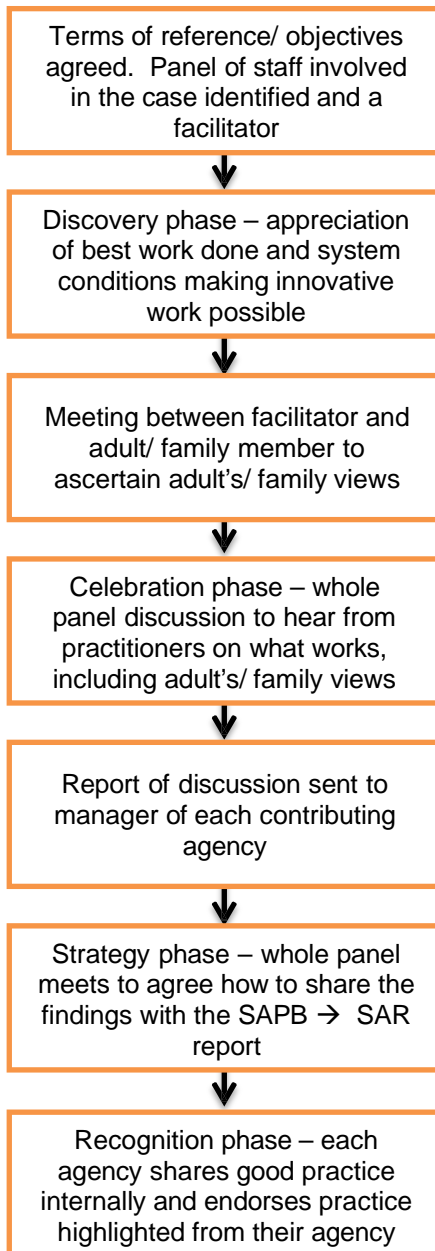 Terms of reference/ objectives
agreed.  Panel of staff involved
in the case identified and a
facilitator
Discovery phase – appreciation
of best work done and system
conditions making innovative
work possible
Meeting between facilitator and
adult/ family member to
ascertain adult's/ family views
Celebration phase – whole
panel discussion to hear from
practitioners on what works,
including adult's/ family views
Report of discussion sent to
manager of each contributing
agency
Strategy phase – whole panel
meets to agree how to share the
findings with the SAPB → SAR
report
Recognition phase – each
agency shares good practice
internally and endorses practice
highlighted from their agency